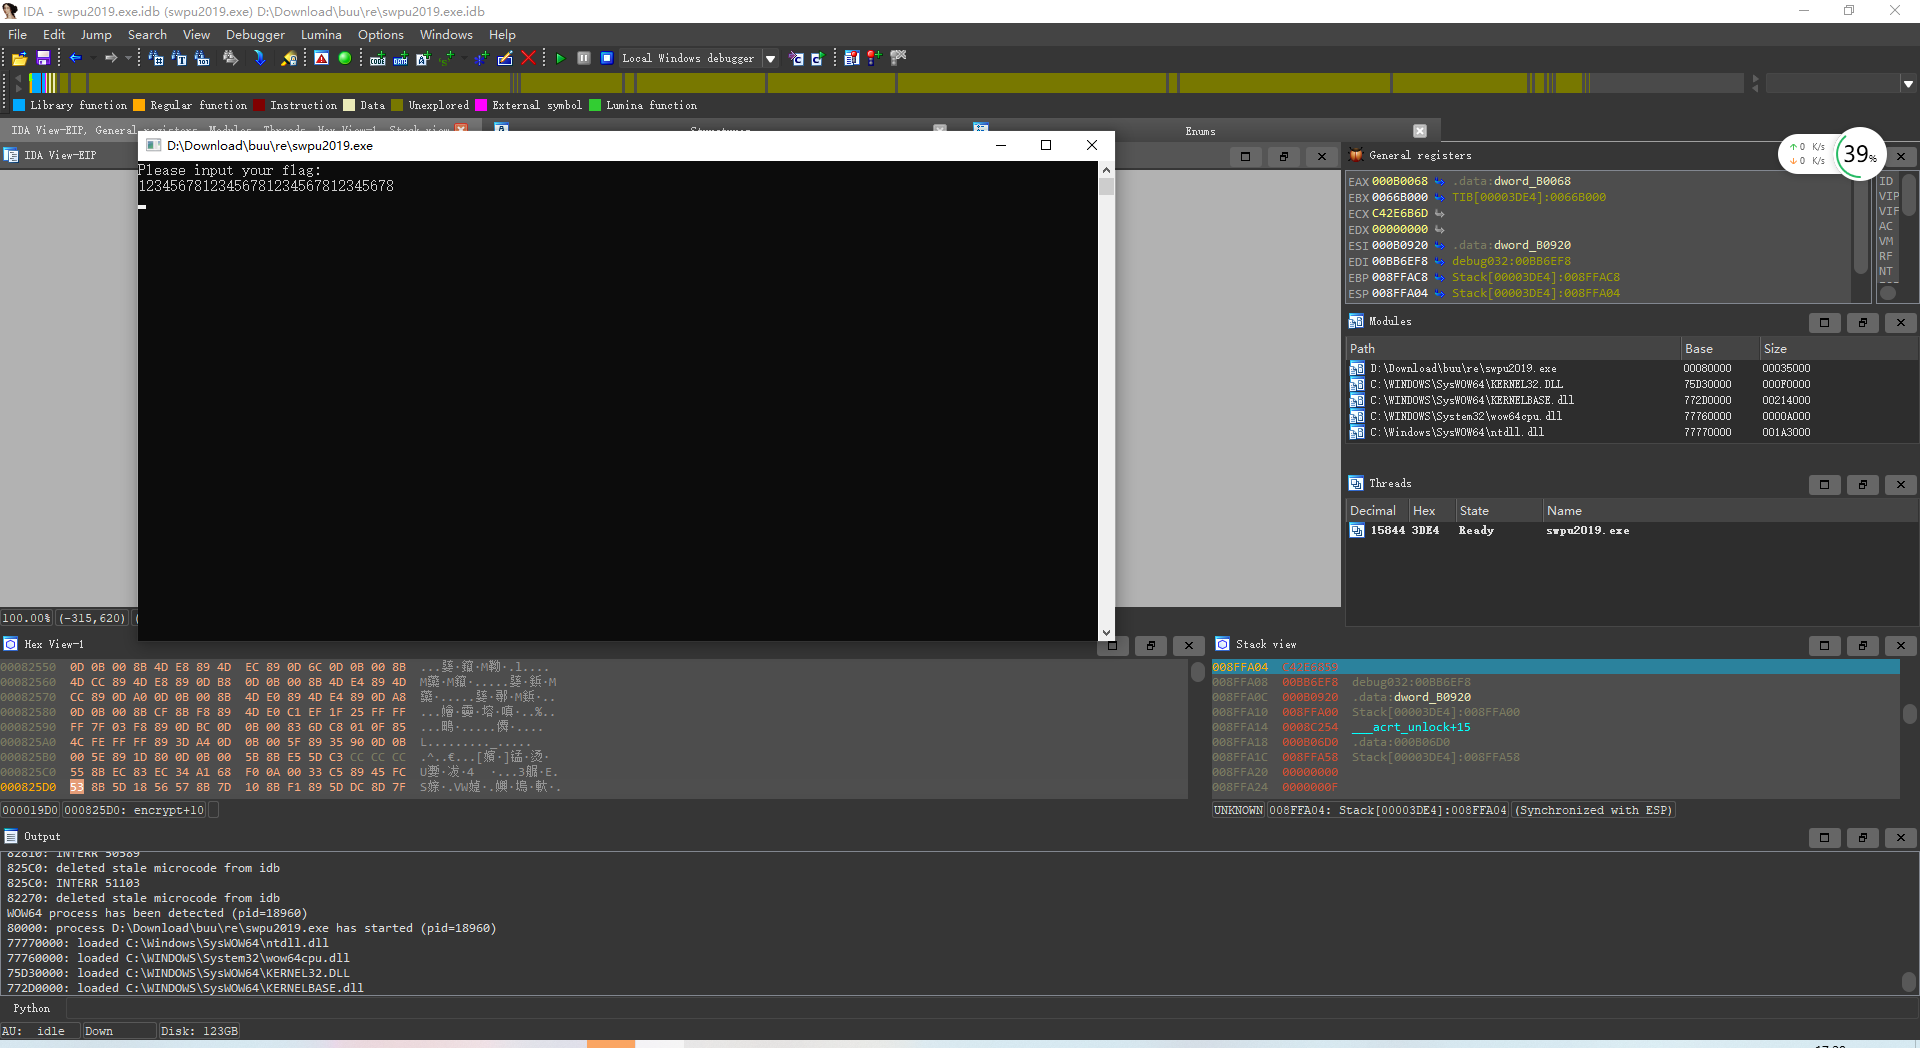 IDA - swpu2019.exe.idb (swpu2019.exe) D:\Download\buu\re\swpu2019.exe.idb
File Edit Jump Search View Debugger Lumina Options Windows Help
Local Windows debugger
Library function Regular function Instruction Data Unexplored External symbol Lumina function
IDA View-EIP, General registers, Modules, Threads, Hex View-1, Stack view
Enums
IDA View-EIP
D:\Download\buu\re\swpu2019.exe
Please input your flag:
12345678123456781234567812345678
General registers
↑ 0 K/s
↓ 0 K/s
39%
EAX 000B0068 .data:dword_B0068
EBX 0066B000 TIB[00003DE4]:0066B000
ECX C42E6B6D
EDX 00000000
ESI 000B0920 .data:dword_B0920
EDI 00BB6EF8 debug032:00BB6EF8
EBP 008FFAC8 Stack[00003DE4]:008FFAC8
ESP 008FFA04 Stack[00003DE4]:008FFA04
ID
VIP
VIF
AC
VM
RF
NT
Modules
Path Base Size
D:\Download\buu\re\swpu2019.exe 00080000 00035000
C:\WINDOWS\SysWOW64\KERNEL32.DLL 75D30000 000F0000
C:\WINDOWS\SysWOW64\KERNELBASE.dll 772D0000 00214000
C:\WINDOWS\System32\wow64cpu.dll 77760000 0000A000
C:\Windows\SysWOW64\ntdll.dll 77770000 001A3000
Threads
Decimal Hex State Name
15844 3DE4 Ready swpu2019.exe
100.00% (-315,620)
Hex View-1
00082550 0D 0B 00 8B 4D E8 89 4D EC 89 0D 6C 0D 0B 00 8B
00082560 4D CC 89 4D E8 89 0D B8 0D 0B 00 8B 4D E4 89 4D
00082570 CC 89 0D A0 0D 0B 00 8B 4D E0 89 4D E4 89 0D A8
00082580 0D 0B 00 8B CF 8B F8 89 4D E0 C1 EF 1F 25 FF FF
00082590 FF 7F 03 F8 89 0D BC 0D 0B 00 83 6D C8 01 0F 85
000825A0 4C FE FF FF 89 3D A4 0D 0B 00 5F 89 35 90 0D 0B
000825B0 00 5E 89 1D 80 0D 0B 00 5B 8B E5 5D C3 CC CC CC
000825C0 55 8B EC 83 EC 34 A1 68 F0 0A 00 33 C5 89 45 FC
000825D0 53 8B 5D 18 56 57 8B 7D 10 8B F1 89 5D DC 8D 7F
000019D0 000825D0: encrypt+10
Stack view
008FFA04 C42E6869
008FFA08 00BB6EF8 debug032:00BB6EF8
008FFA0C 000B0920 .data:dword_B0920
008FFA10 008FFA00 Stack[00003DE4]:008FFA00
008FFA14 0008C254 ___acrt_unlock+15
008FFA18 000B06D0 .data:000B06D0
008FFA1C 008FFA58 Stack[00003DE4]:008FFA58
008FFA20 00000000
008FFA24 0000000F
UNKNOWN 008FFA04: Stack[00003DE4]:008FFA04 (Synchronized with ESP)
Output
82810: INTERR 50589
825C0: deleted stale microcode from idb
825C0: INTERR 51103
82270: deleted stale microcode from idb
WOW64 process has been detected (pid=18960)
80000: process D:\Download\buu\re\swpu2019.exe has started (pid=18960)
77770000: loaded C:\Windows\SysWOW64\ntdll.dll
77760000: loaded C:\WINDOWS\System32\wow64cpu.dll
75D30000: loaded C:\WINDOWS\SysWOW64\KERNEL32.DLL
772D0000: loaded C:\WINDOWS\SysWOW64\KERNELBASE.dll
Python
AU: idle Down Disk: 123GB